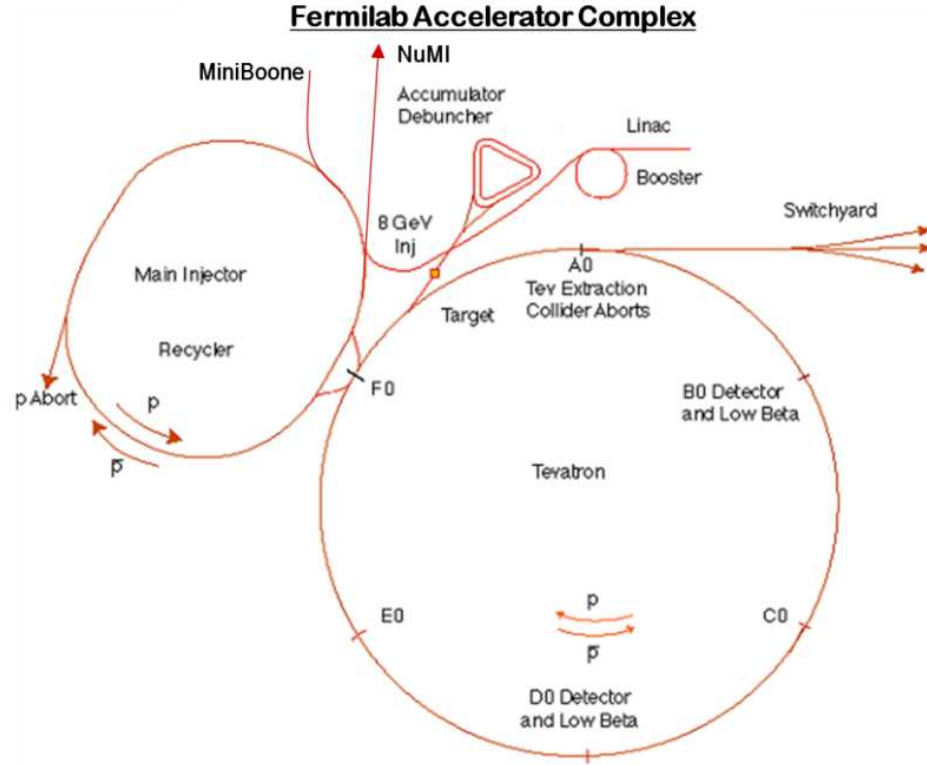 Fermilab Accelerator Complex
NuMI
MiniBoone
Accumulator
Debuncher
Linac
Booster
Switchyard
8 GeV
Inj
A0
Tev Extraction
Collider Aborts
Main Injector
Target
Recycler
F0
p Abort
p
p̅
B0 Detector
and Low Beta
Tevatron
E0
p
p̅
C0
D0 Detector
and Low Beta